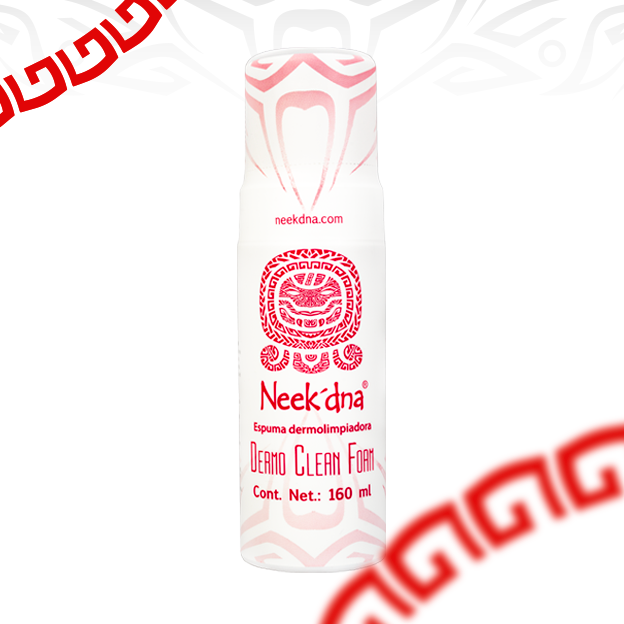 neekdna.com
Neek´dna®
Espuma dermolimpiadora
DERMO CLEAN FOAM
Cont. Net.: 160 ml